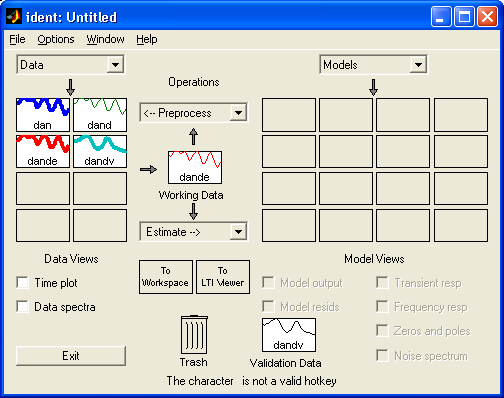 ident: Untitled
File Options Window Help
Data
Models
Operations
<-- Preprocess
dan
dand
dande
dandv
dande
Working Data
Estimate -->
Data Views
Time plot
Data spectra
Exit
To Workspace
To LTI Viewer
Model Views
Model output
Transient resp
Model resids
Frequency resp
Zeros and poles
Noise spectrum
Trash
dandv
Validation Data
The character is not a valid hotkey